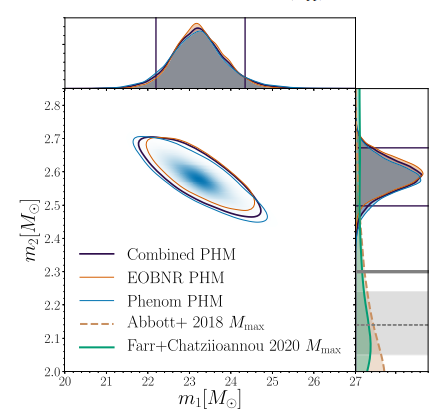 2.8
2.7
2.6
2.5
2.4
2.3
2.2
2.1
2.0
m₂[M⊙]
Combined PHM
EOBNR PHM
Phenom PHM
Abbott+ 2018 Mmax
Farr+Chatziioannou 2020 Mmax
20 21 22 23 24 25 26 27
m₁[M⊙]